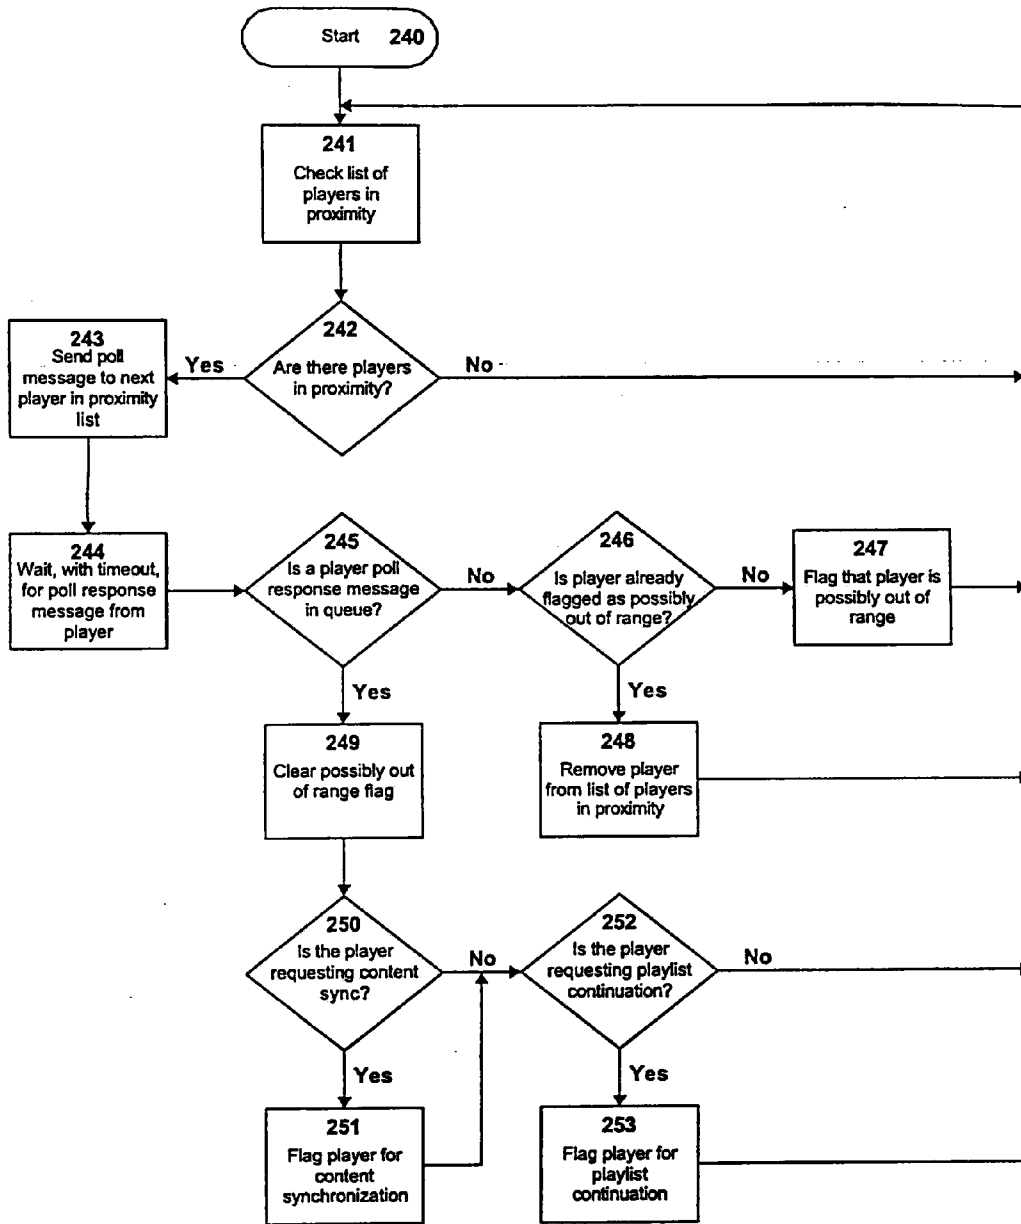 Start 240
241
Check list of
players in
proximity
242
Are there players
in proximity?
Yes
No
243
Send poll
message to next
player in proximity
list
244
Wait, with timeout,
for poll response
message from
player
245
Is a player poll
response message
in queue?
No
Yes
246
Is player already
flagged as possibly
out of range?
No
Yes
247
Flag that player is
possibly out of
range
249
Clear possibly out
of range flag
248
Remove player
from list of players
in proximity
250
Is the player
requesting content
sync?
No
Yes
252
Is the player
requesting playlist
continuation?
No
Yes
251
Flag player for
content
synchronization
253
Flag player for
playlist
continuation